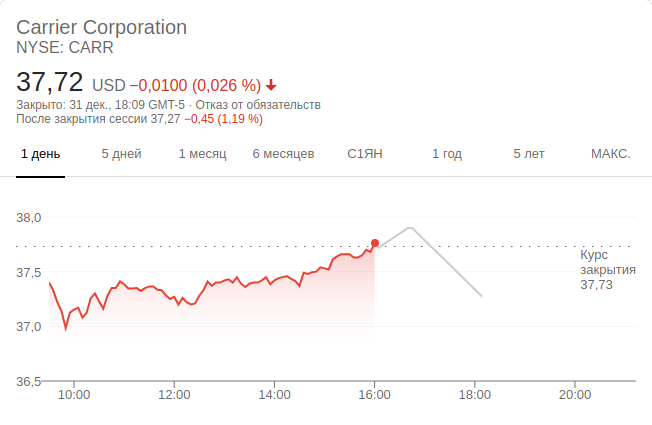 Carrier Corporation
NYSE: CARR
37,72 USD −0,0100 (0,026 %)
Закрыто: 31 дек., 18:09 GMT-5 · Отказ от обязательств
После закрытия сессии 37,27 −0,45 (1,19 %)
1 день 5 дней 1 месяц 6 месяцев С1ЯН 1 год 5 лет МАКС.
38,0
Курс
закрытия
37,73
37,5
37,0
36,5
10:00 12:00 14:00 16:00 18:00 20:00